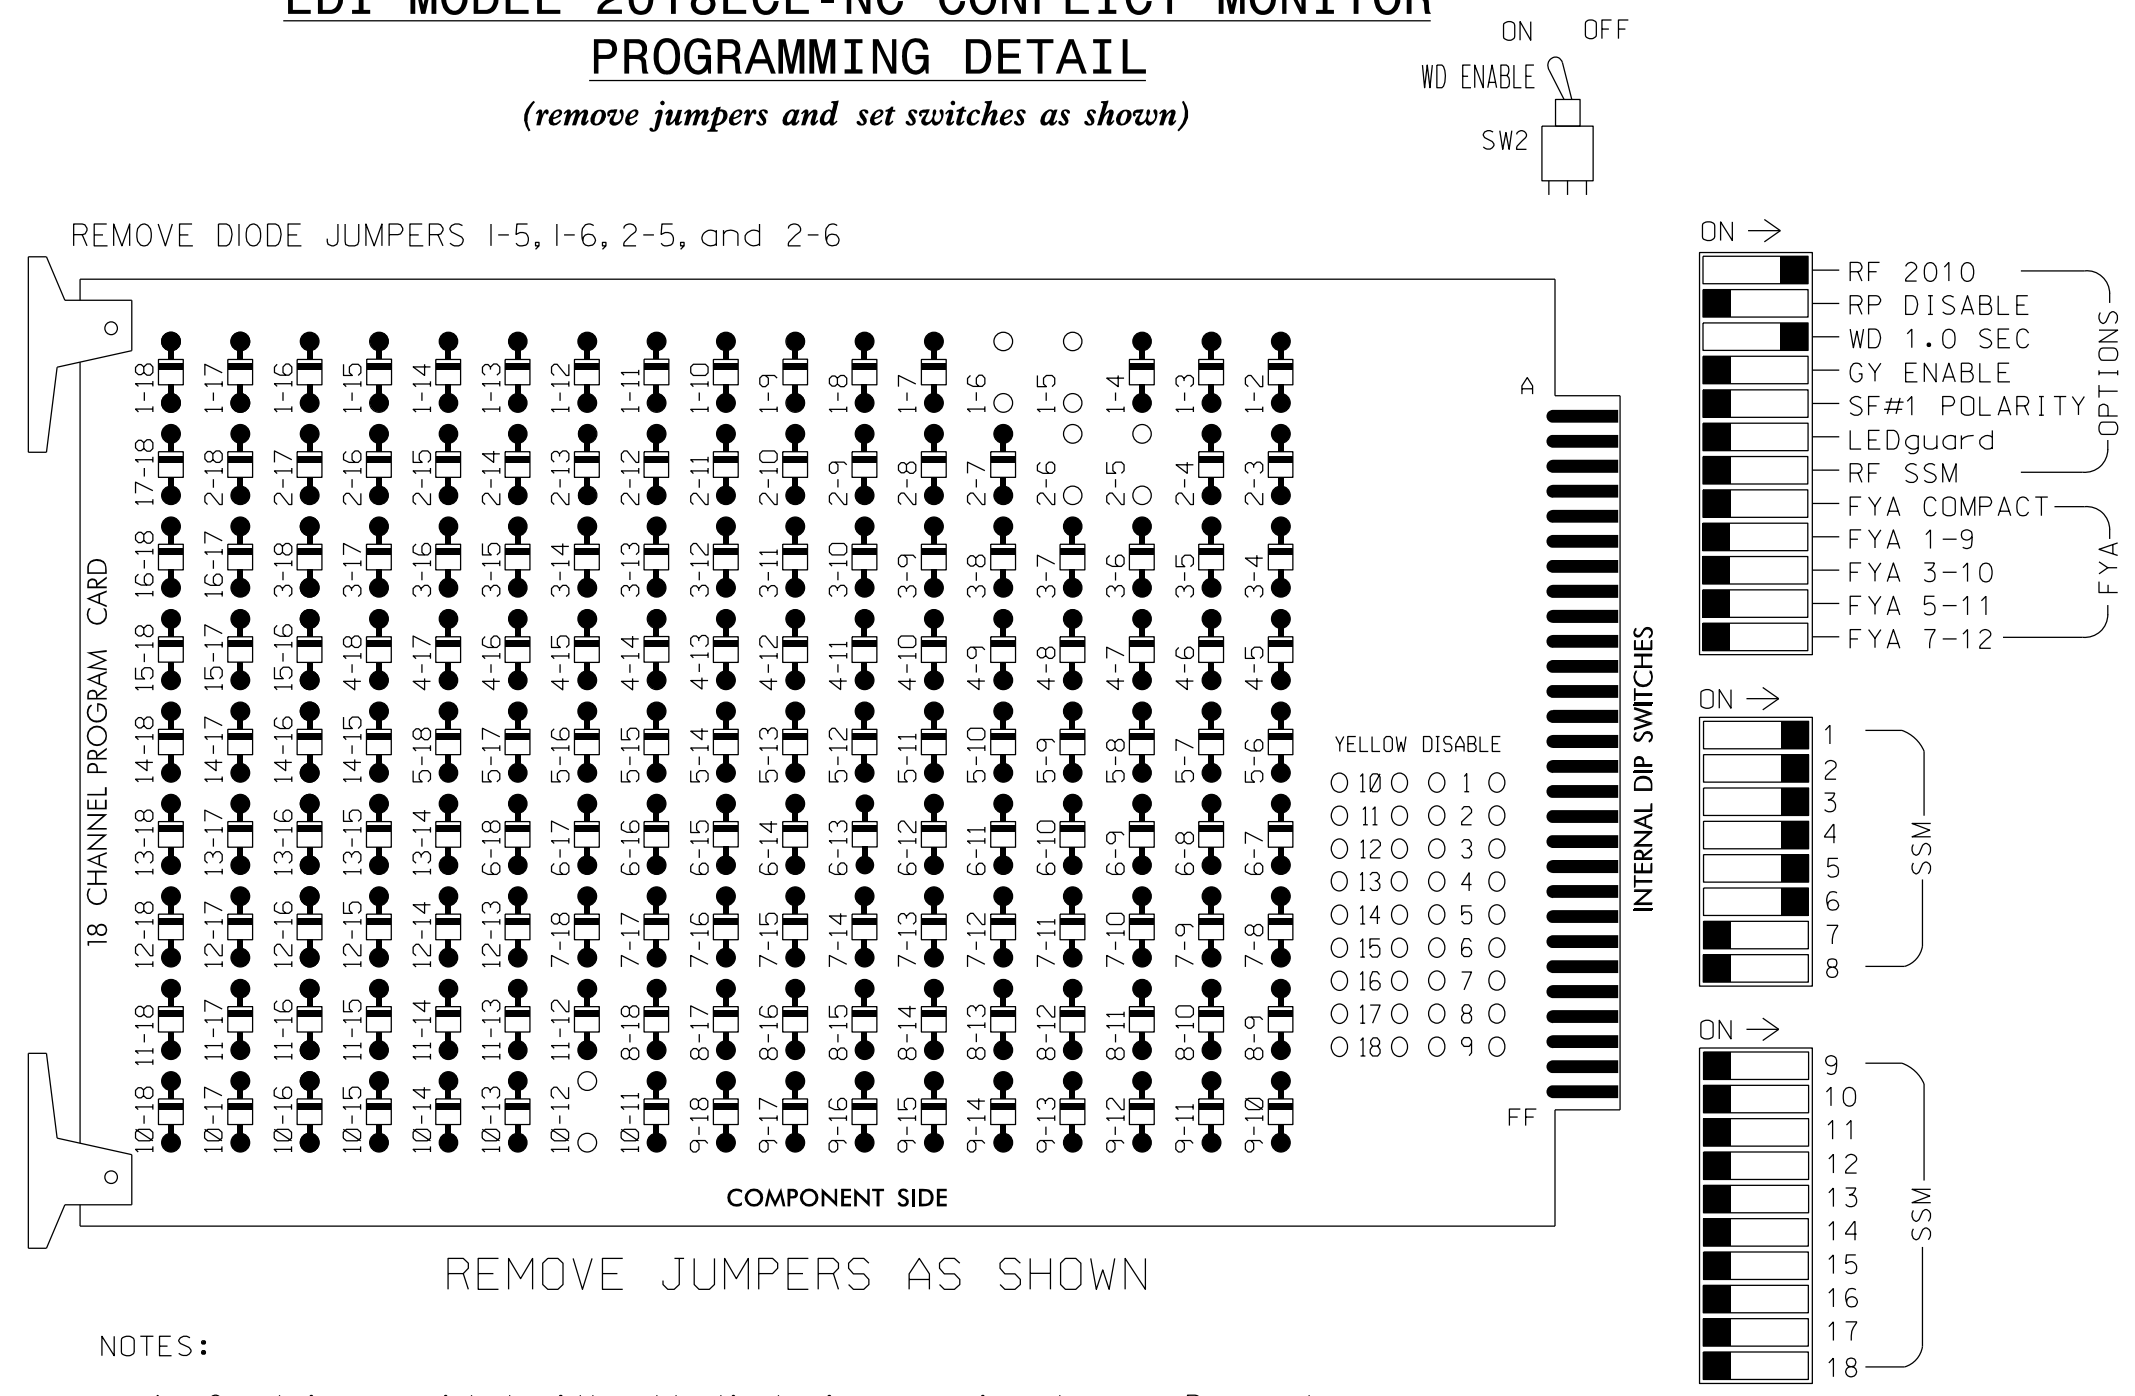 EDI MODEL 2018ECL-NC CONFLICT MONITOR
PROGRAMMING DETAIL
(remove jumpers and set switches as shown)
ON OFF
WD ENABLE
SW2
REMOVE DIODE JUMPERS 1-5, 1-6, 2-5, and 2-6
1-18 1-17 1-16 1-15 1-14 1-13 1-12 1-11 1-10 1-9 1-8 1-7 1-6 1-5 1-4 1-3 1-2
17-18 2-18 2-17 2-16 2-15 2-14 2-13 2-12 2-11 2-10 2-9 2-8 2-7 2-6 2-5 2-4 2-3
16-18 16-17 3-18 3-17 3-16 3-15 3-14 3-13 3-12 3-11 3-10 3-9 3-8 3-7 3-6 3-5 3-4
15-18 15-17 15-16 4-18 4-17 4-16 4-15 4-14 4-13 4-12 4-11 4-10 4-9 4-8 4-7 4-6 4-5
14-18 14-17 14-16 14-15 5-18 5-17 5-16 5-15 5-14 5-13 5-12 5-11 5-10 5-9 5-8 5-7 5-6
13-18 13-17 13-16 13-15 13-14 6-18 6-17 6-16 6-15 6-14 6-13 6-12 6-11 6-10 6-9 6-8 6-7
12-18 12-17 12-16 12-15 12-14 12-13 7-18 7-17 7-16 7-15 7-14 7-13 7-12 7-11 7-10 7-9 7-8
11-18 11-17 11-16 11-15 11-14 11-13 11-12 8-18 8-17 8-16 8-15 8-14 8-13 8-12 8-11 8-10 8-9
10-18 10-17 10-16 10-15 10-14 10-13 10-12 10-11 9-18 9-17 9-16 9-15 9-14 9-13 9-12 9-11 9-10
18 CHANNEL PROGRAM CARD
A
YELLOW DISABLE
10 1
11 2
12 3
13 4
14 5
15 6
16 7
17 8
18 9
FF
COMPONENT SIDE
INTERNAL DIP SWITCHES
ON
RF 2010
RP DISABLE
WD 1.0 SEC
GY ENABLE
SF#1 POLARITY
LEDguard
RF SSM
OPTIONS
FYA COMPACT
FYA 1-9
FYA 3-10
FYA 5-11
FYA 7-12
FYA
ON
1
2
3
4
5
6
7
8
SSM
ON
9
10
11
12
13
14
15
16
17
18
SSM
REMOVE JUMPERS AS SHOWN
NOTES: